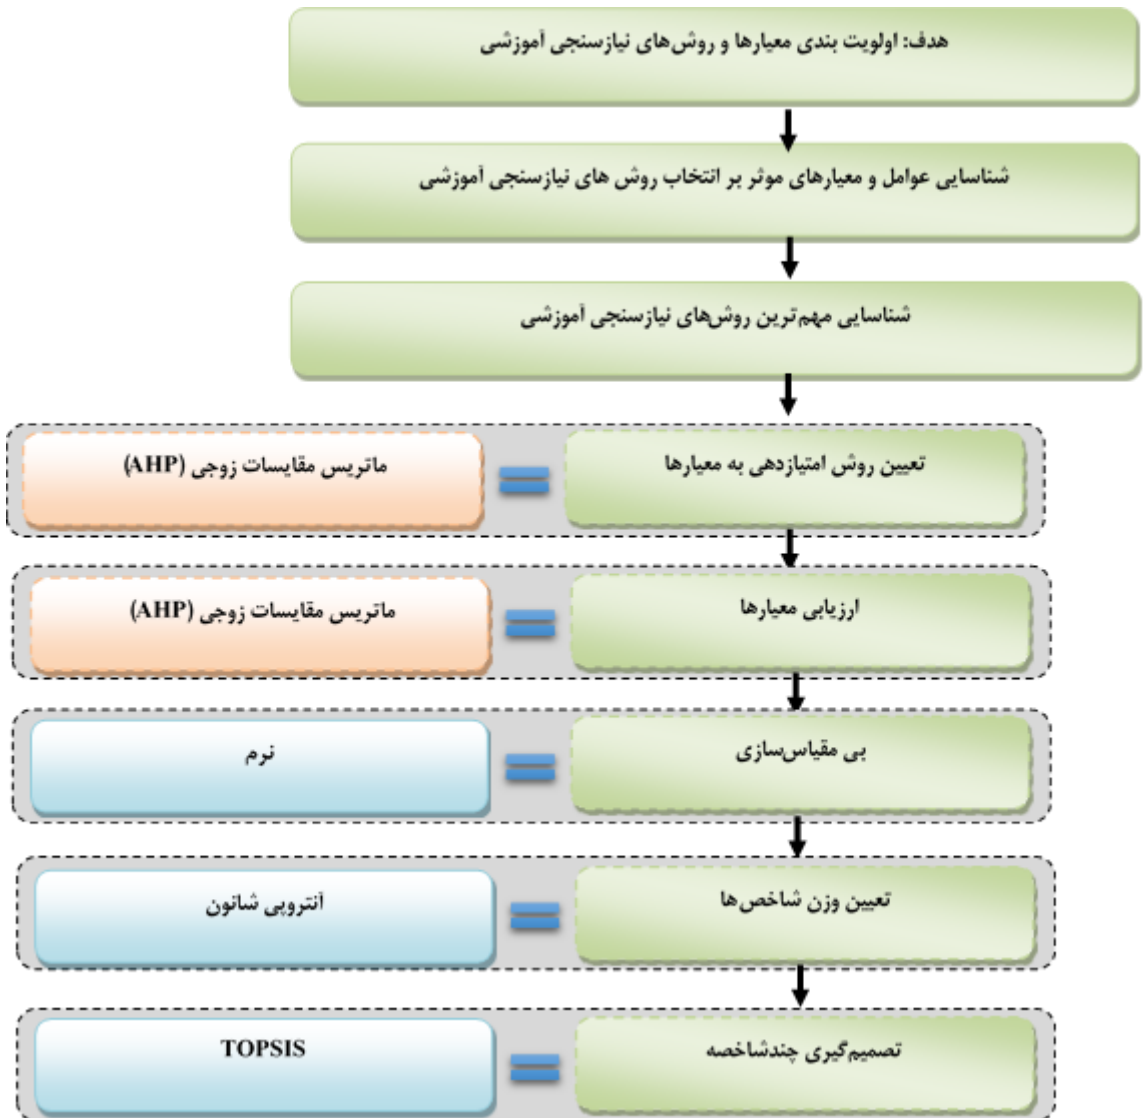 هدف: اولویت بندی معیارها و روش‌های نیازسنجی آموزشی
شناسایی عوامل و معیارهای موثر بر انتخاب روش های نیازسنجی آموزشی
شناسایی مهم‌ترین روش‌های نیازسنجی آموزشی
تعیین روش امتیازدهی به معیارها
ماتریس مقایسات زوجی (AHP)
ارزیابی معیارها
ماتریس مقایسات زوجی (AHP)
بی مقیاس‌سازی
نرم
تعیین وزن شاخص‌ها
آنتروپی شانون
تصمیم‌گیری چندشاخصه
TOPSIS